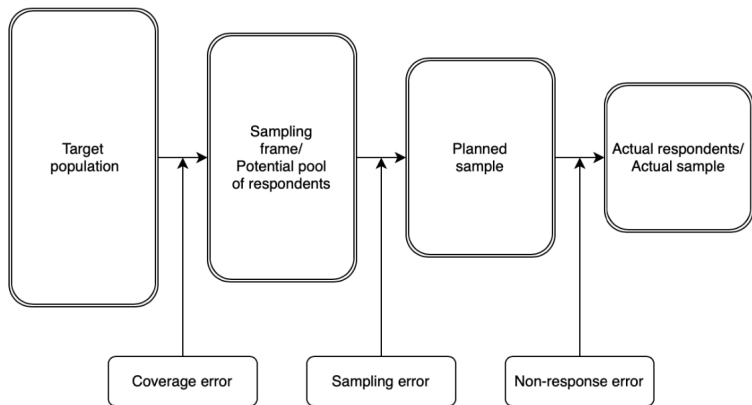 Target
population
Sampling
frame/
Potential pool
of respondents
Planned
sample
Actual respondents/
Actual sample
Coverage error
Sampling error
Non-response error